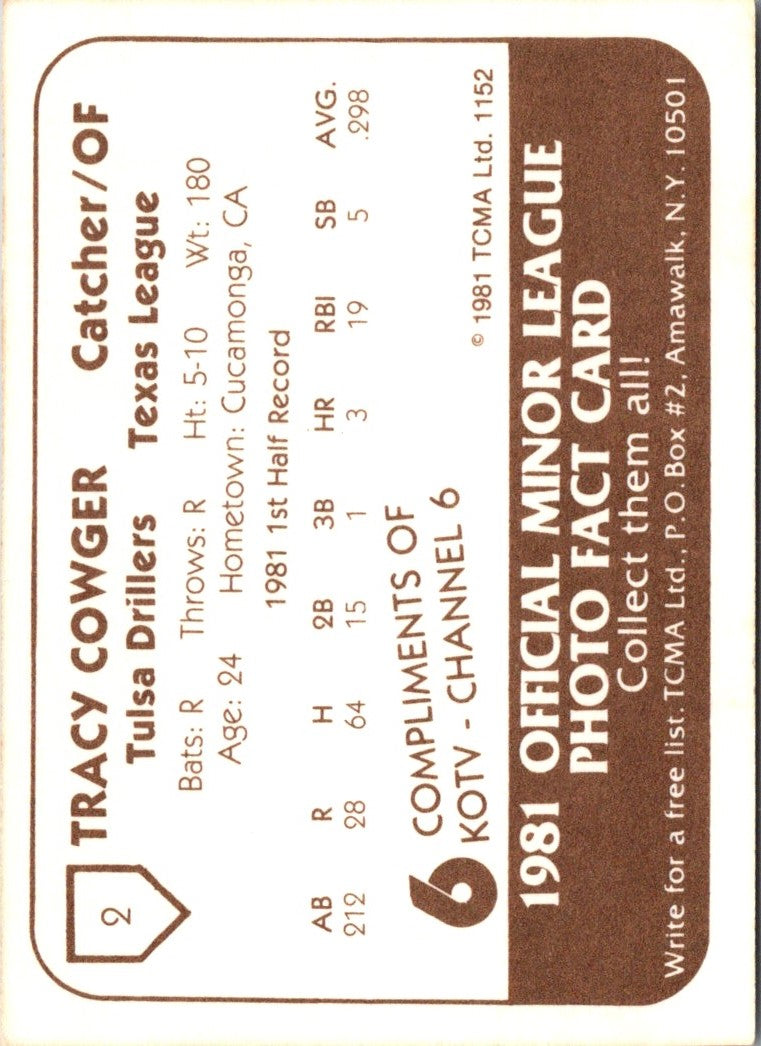 2
TRACY COWGER Catcher/OF
Tulsa Drillers Texas League
Bats: R Throws: R Ht: 5-10 Wt: 180
Age: 24 Hometown: Cucamonga, CA
1981 1st Half Record
AB R H 2B 3B HR RBI SB AVG.
212 28 64 15 1 3 19 5 .298
6
COMPLIMENTS OF
KOTV - CHANNEL 6
© 1981 TCMA Ltd. 1152
1981 OFFICIAL MINOR LEAGUE
PHOTO FACT CARD
Collect them all!
Write for a free list. TCMA Ltd., P.O. Box #2, Amawalk, N.Y. 10501